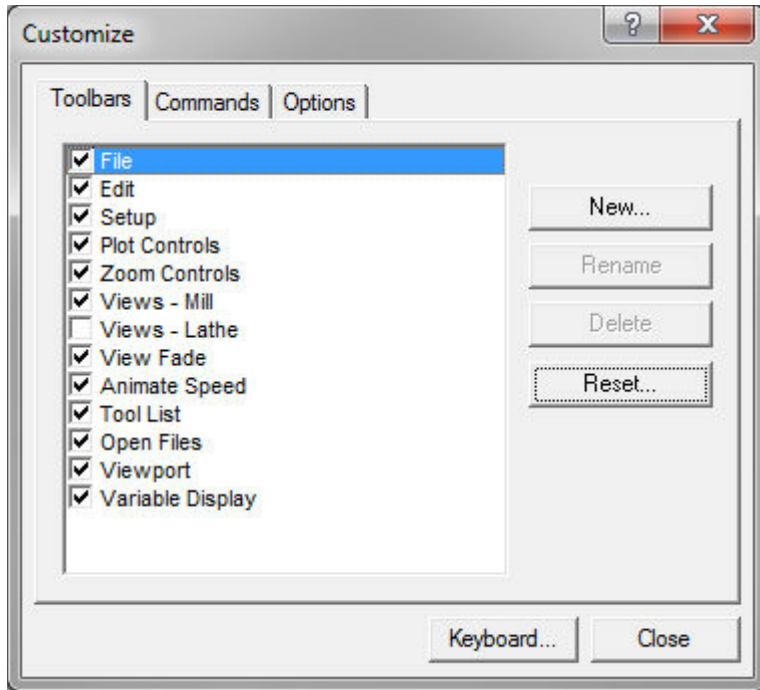 Customize
Toolbars Commands Options
File
Edit
Setup
Plot Controls
Zoom Controls
Views - Mill
Views - Lathe
View Fade
Animate Speed
Tool List
Open Files
Viewport
Variable Display
New...
Rename
Delete
Reset...
Keyboard... Close